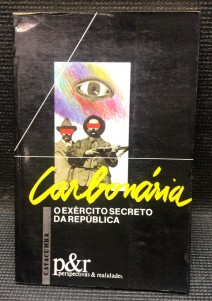 Carbonária
O EXÉRCITO SECRETO
DA REPÚBLICA
p&r
perspectivas & realidades